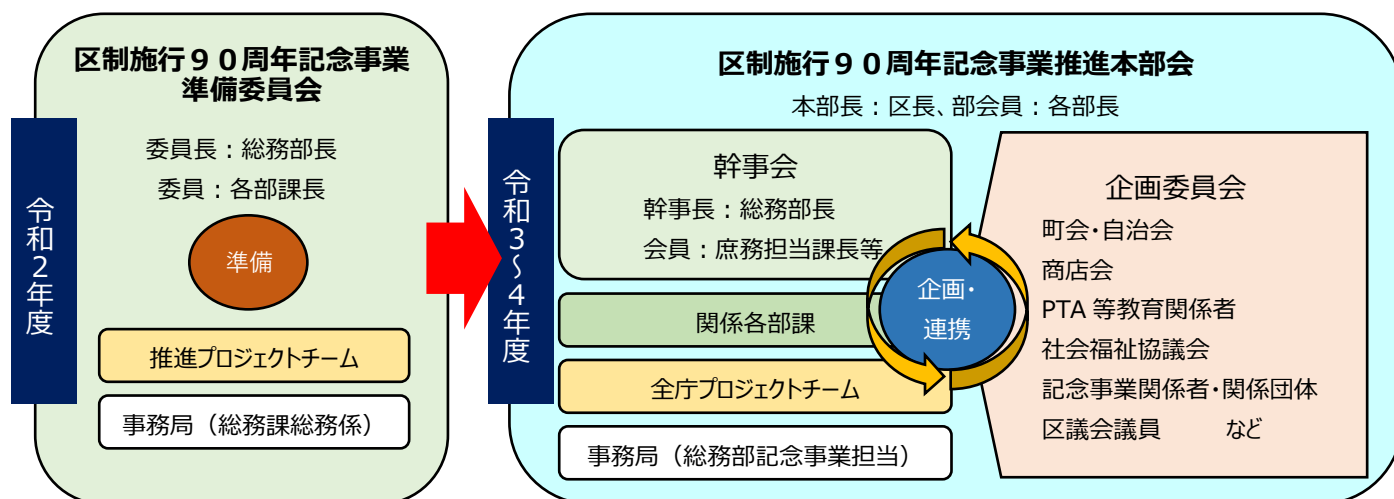 区制施行９０周年記念事業
準備委員会
令和２年度
委員長：総務部長
委員：各部課長
準備
推進プロジェクトチーム
事務局（総務課総務係）
区制施行９０周年記念事業推進本部会
本部長：区長、部会員：各部長
令和３～４年度
幹事会
幹事長：総務部長
会員：庶務担当課長等
関係各部課
全庁プロジェクトチーム
事務局（総務部記念事業担当）
企画・
連携
企画委員会
町会・自治会
商店会
PTA 等教育関係者
社会福祉協議会
記念事業関係者・関係団体
区議会議員　　　など